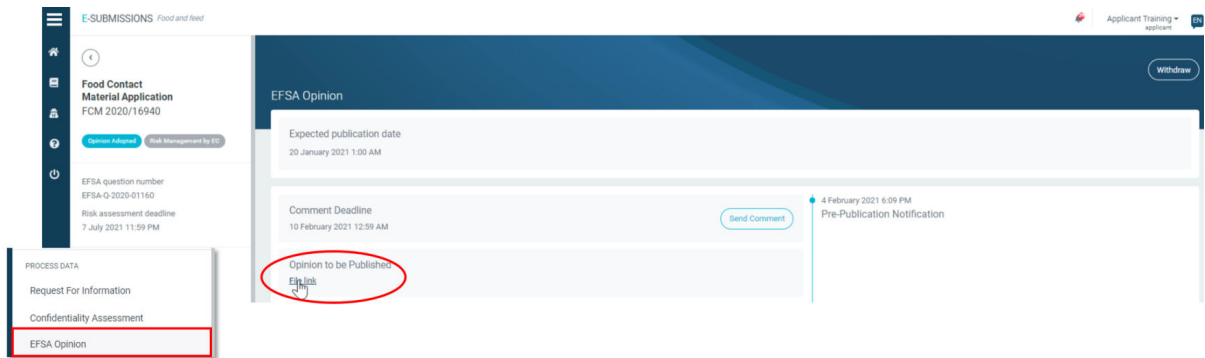 E-SUBMISSIONS Food and feed
Applicant Training
applicant
EN
Food Contact
Material Application
FCM 2020/16940
Opinion Adopted
Risk Management by EC
EFSA question number
EFSA-Q-2020-01160
Risk assessment deadline
7 July 2021 11:59 PM
PROCESS DATA
Request For Information
Confidentiality Assessment
EFSA Opinion
Withdraw
EFSA Opinion
Expected publication date
20 January 2021 1:00 AM
Comment Deadline
10 February 2021 12:59 AM
Send Comment
Opinion to be Published
File link
4 February 2021 6:09 PM
Pre-Publication Notification